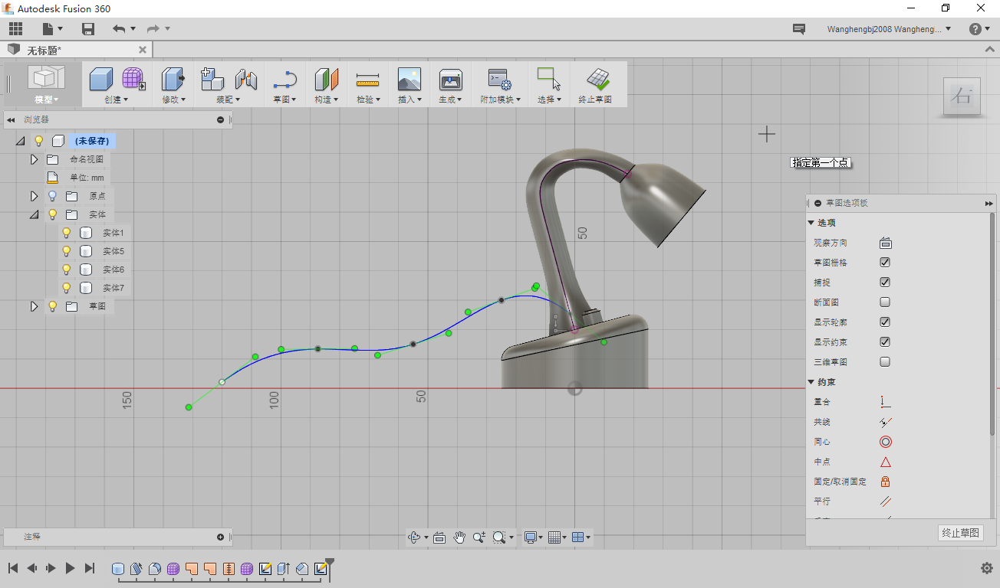 Autodesk Fusion 360
Wanghengbj2008 Wangheng...
无标题*
模型
创建
修改
装配
草图
构造
检验
插入
生成
附加模块
选择
终止草图
右
浏览器
(未保存)
命名视图
单位: mm
原点
实体
实体1
实体5
实体6
实体7
草图
指定第一个点
50
150
100
50
草图选项板
选项
观察方向
草图栅格
捕捉
断面图
显示轮廓
显示约束
三维草图
约束
重合
共线
同心
中点
固定/取消固定
平行
终止草图
注释